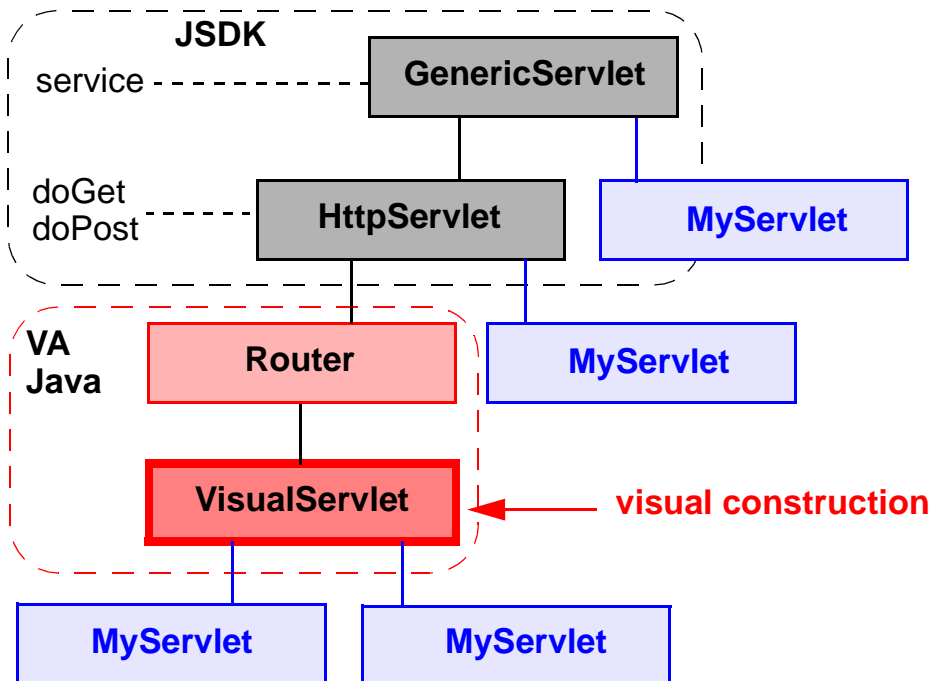 JSDK
GenericServlet
service
doGet
doPost
HttpServlet
MyServlet
VA
Java
Router
MyServlet
VisualServlet
visual construction
MyServlet
MyServlet